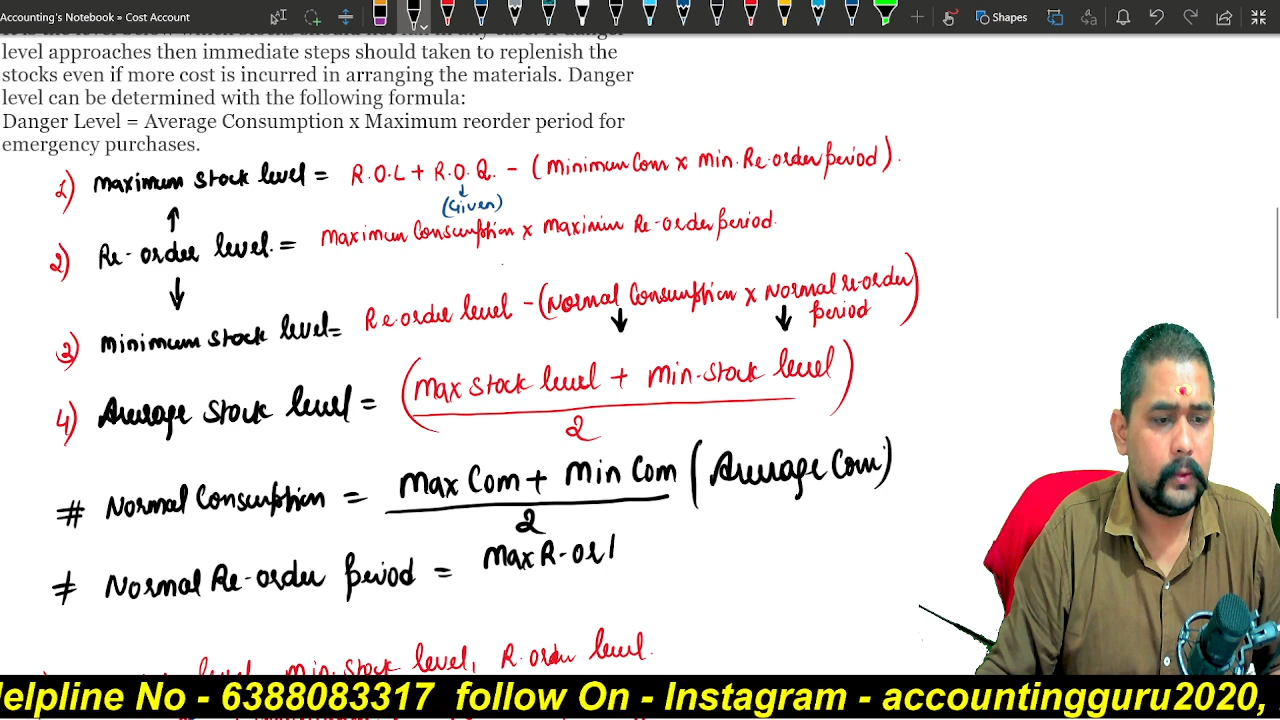 Accounting's Notebook » Cost Account
Shapes
level approaches then immediate steps should taken to replenish the
stocks even if more cost is incurred in arranging the materials. Danger
level can be determined with the following formula:
Danger Level = Average Consumption x Maximum reorder period for
emergency purchases.
1) Maximum stock level = R.O.L + R.O.Q. - (Minimum Com x Min. Re-order period).
(Given)
2) Re-order level. = Maximum Consumption x Maximum Re-order period.
3) Minimum stock level = Re-order level - (Normal Consumption x Normal re-order period)
4) Average stock level = (Max stock level + Min-stock level)
2
# Normal Consumption = Max Com + Min Com (Average Com)
2
# Normal Re-order period = Max R-or
level, Min. Stock level, R.order level.
elpline No - 6388083317 follow On - Instagram - accountingguru2020,